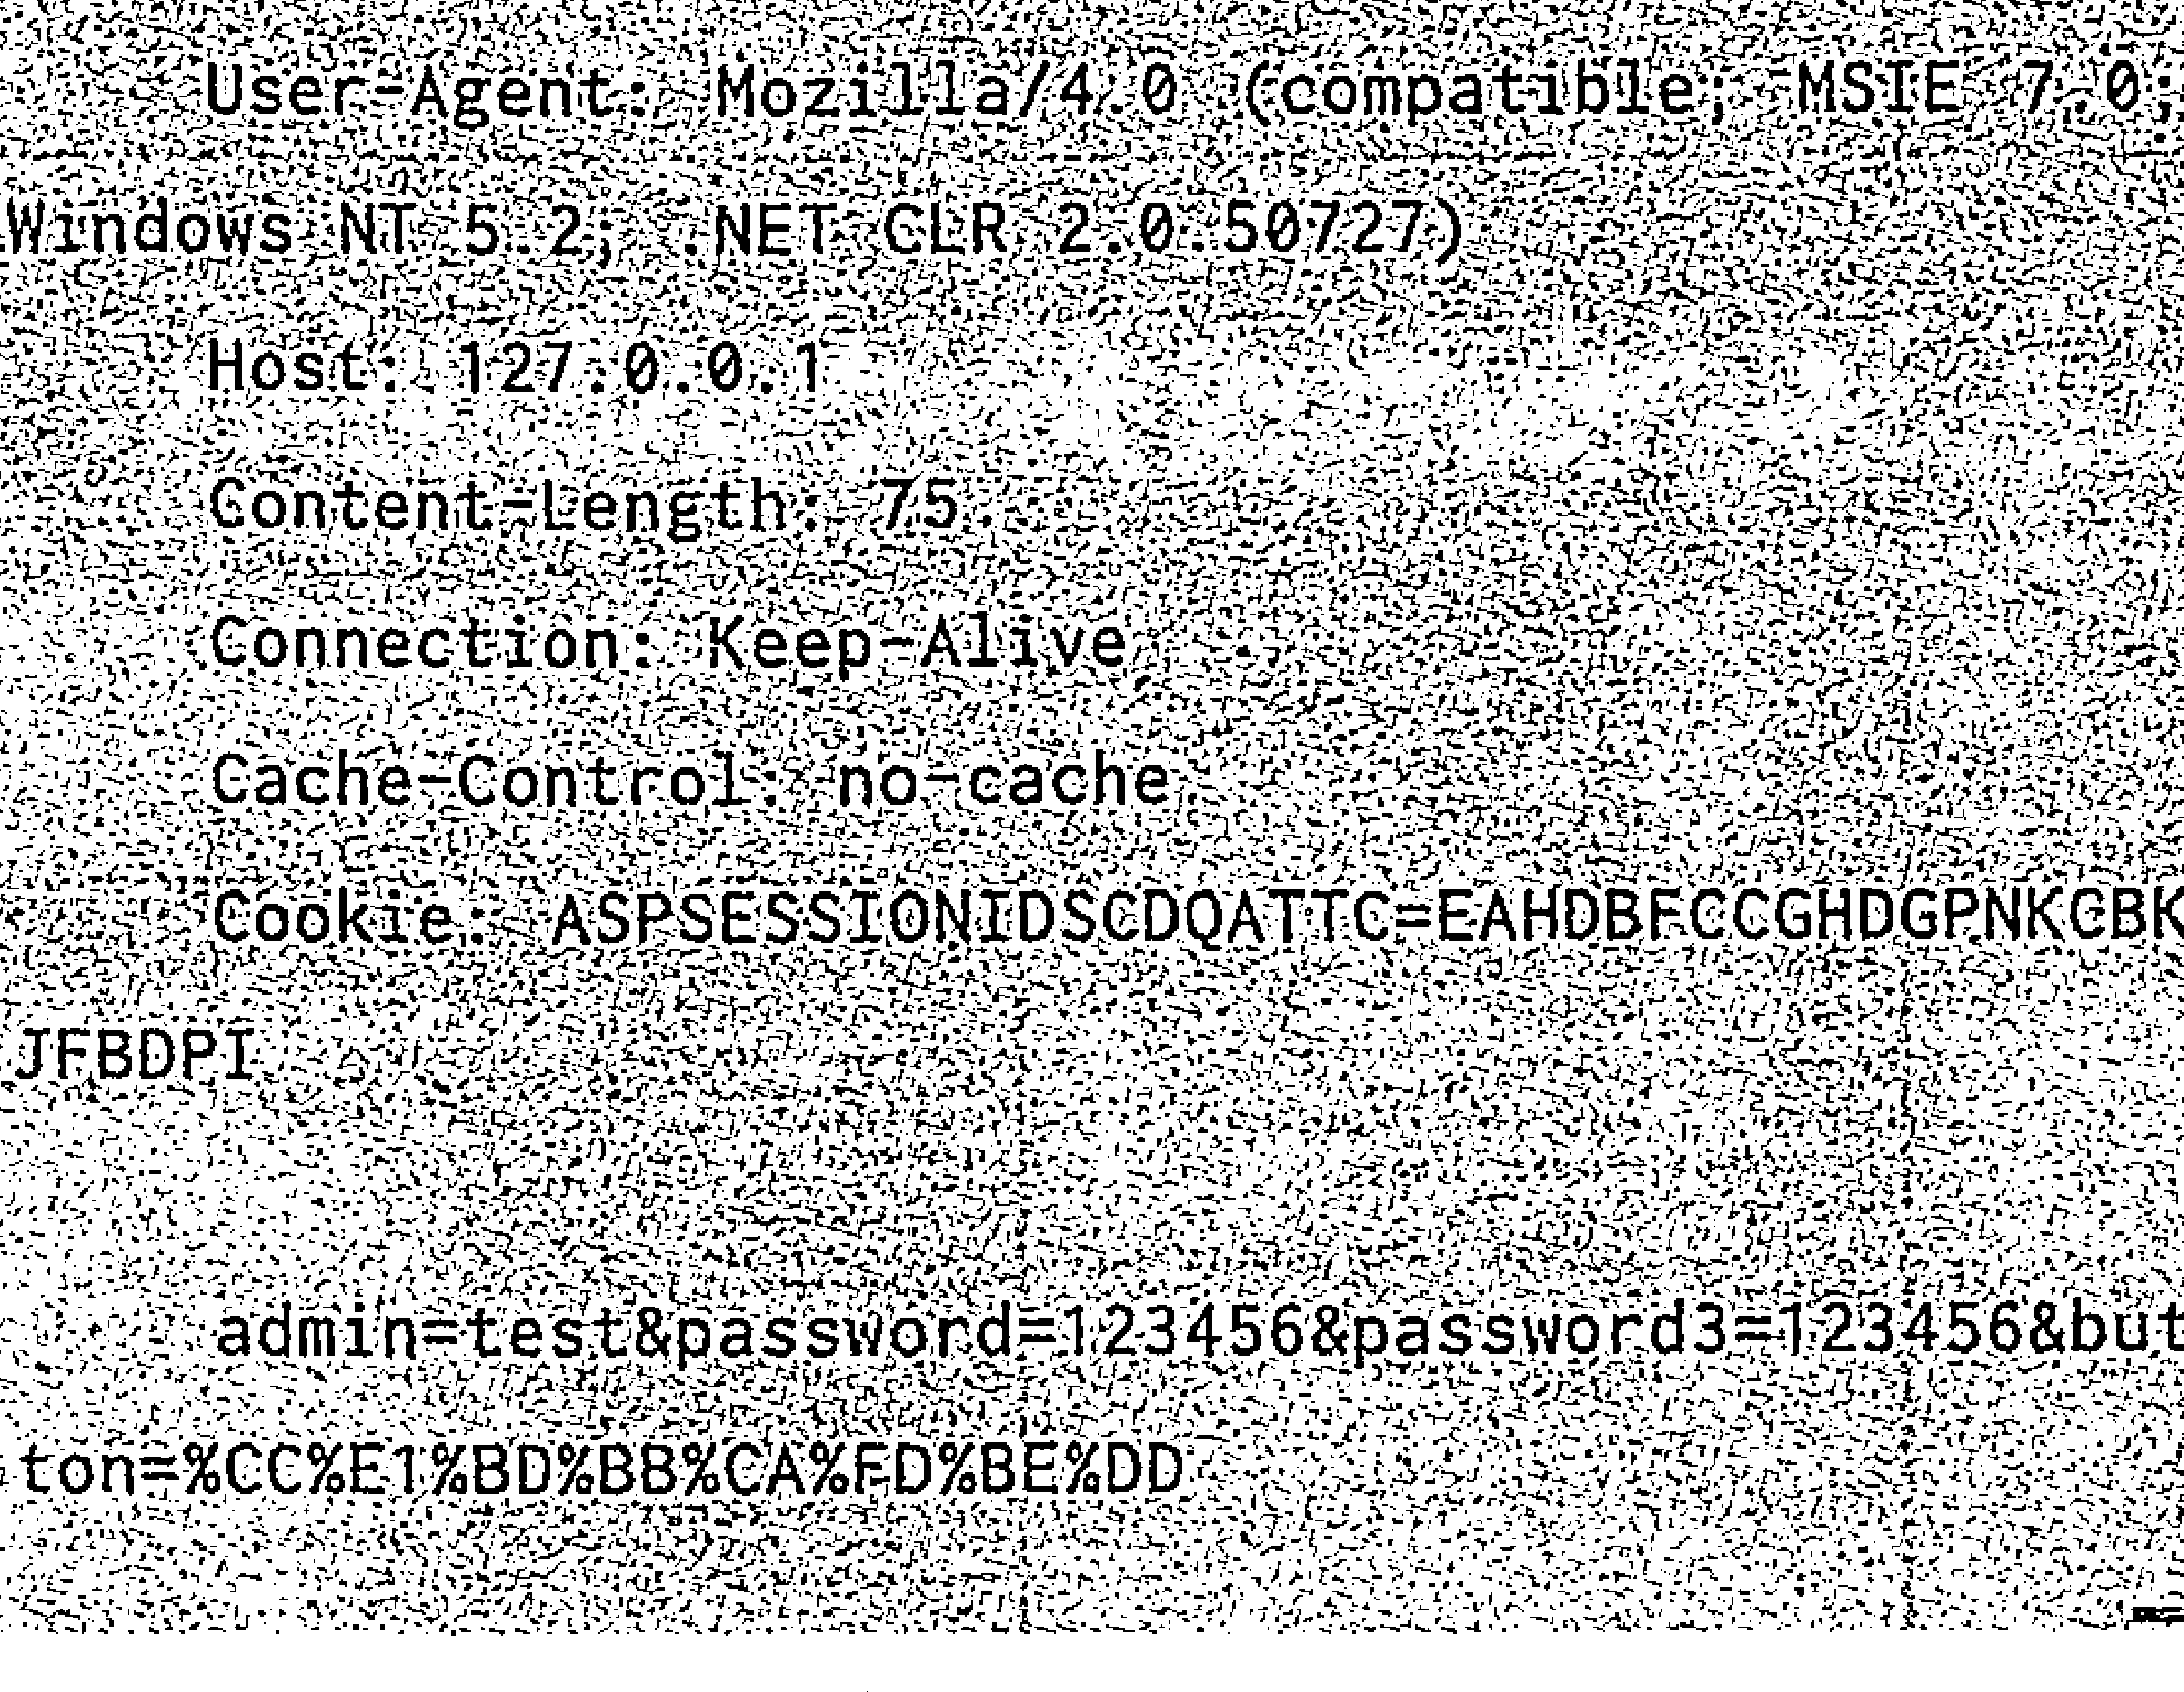 User-Agent: Mozilla/4.0 (compatible; MSIE 7.0;
Windows NT 5.2; .NET CLR 2.0.50727)
Host: 127.0.0.1
Content-Length: 75
Connection: Keep-Alive
Cache-Control: no-cache
Cookie: ASPSESSIONIDSCDQATTC=EAHDBFCCGHDGPNKCBK
JFBDPI
admin=test&password=123456&password3=123456&but
ton=%CC%E1%BD%BB%CA%FD%BE%DD